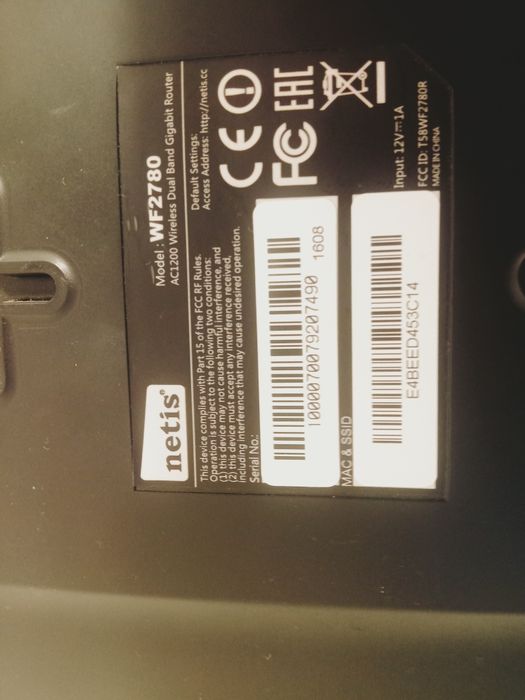 netis
Model : WF2780
AC1200 Wireless Dual Band Gigabit Router
This device complies with Part 15 of the FCC RF Rules.
Operation is subject to the following two conditions:
(1) this device may not cause harmful interference, and
(2) this device must accept any interference received,
including interference that may cause undesired operation.
Default Settings:
Access Address: http://netis.cc
Serial No.:
1000070079207490 1608
CE
FC EAC
MAC & SSID
E4BEED453C14
Input: 12V⎓1A
FCC ID: T58WF2780R
MADE IN CHINA